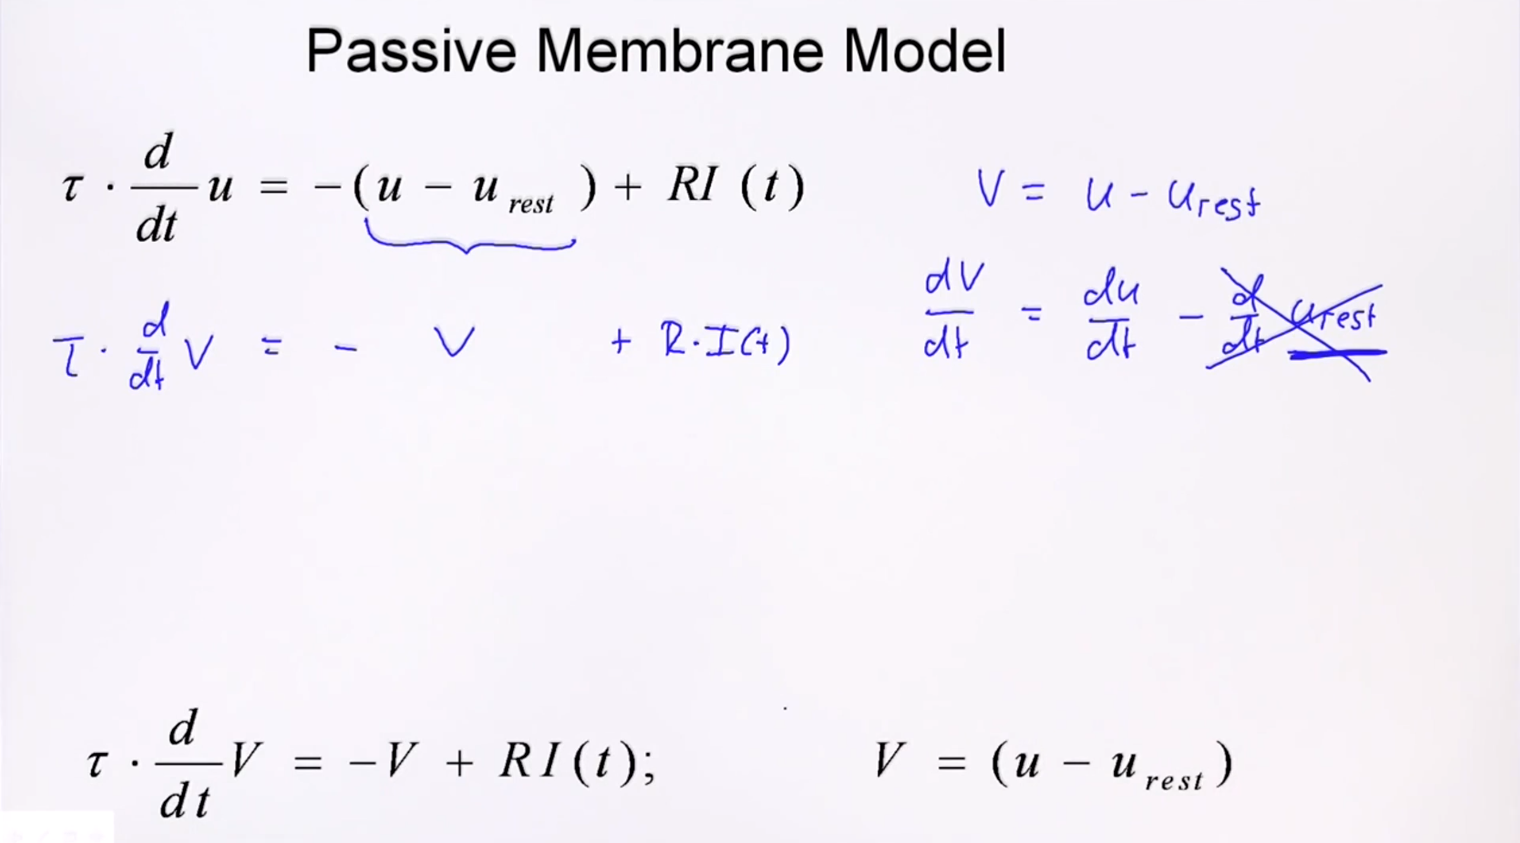 Passive Membrane Model
τ · d/dt u = −(u − u_rest) + RI (t)
V = u - u_rest
τ · d/dt V = - V + R·I(t)
dV/dt = du/dt - d/dt u_rest
τ · d/dt V = −V + RI(t);
V = (u − u_rest)